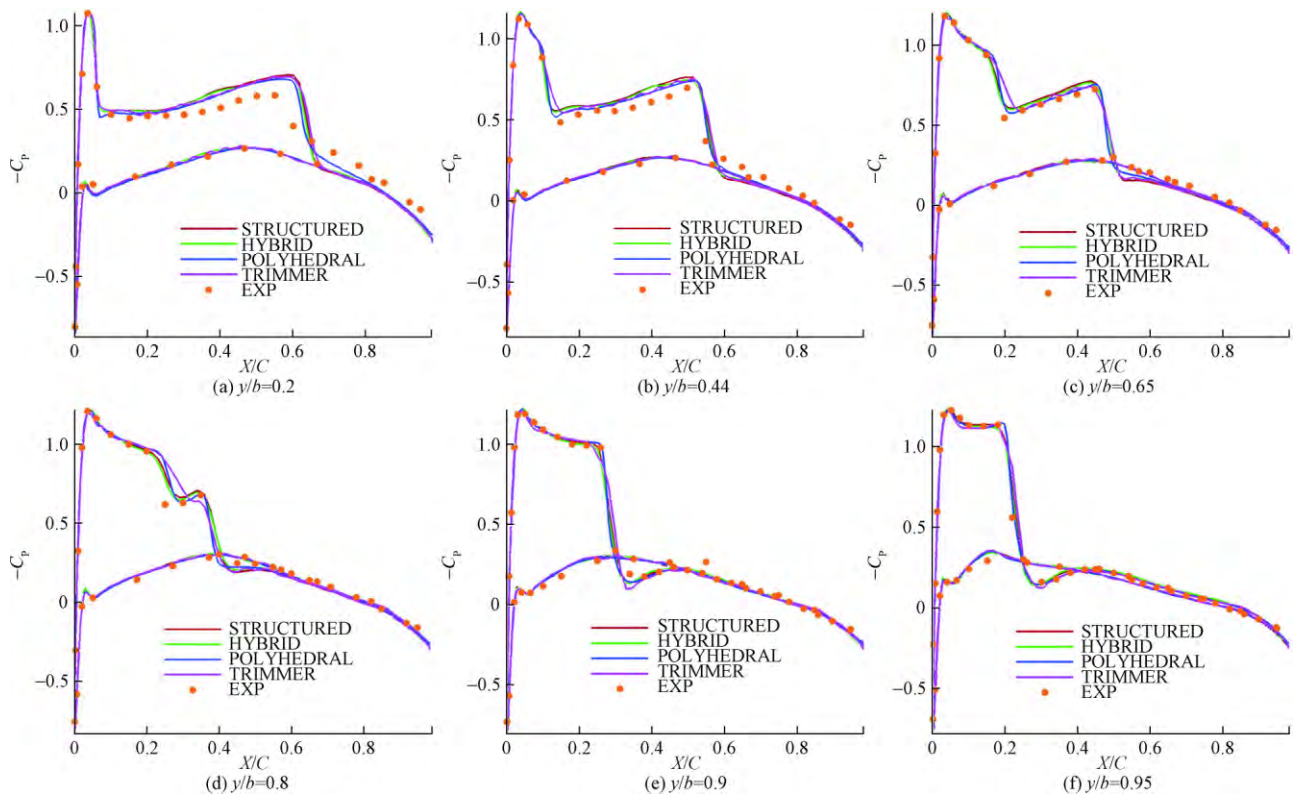 1.0
0.5
0
−0.5
−Cp
STRUCTURED
HYBRID
POLYHEDRAL
TRIMMER
EXP
0 0.2 0.4 0.6 0.8
X/C
(a) y/b=0.2
1.0
0.5
0
−0.5
−Cp
STRUCTURED
HYBRID
POLYHEDRAL
TRIMMER
EXP
0 0.2 0.4 0.6 0.8
X/C
(b) y/b=0.44
1.0
0.5
0
−0.5
−Cp
STRUCTURED
HYBRID
POLYHEDRAL
TRIMMER
EXP
0 0.2 0.4 0.6 0.8
X/C
(c) y/b=0.65
1.0
0.5
0
−0.5
−Cp
STRUCTURED
HYBRID
POLYHEDRAL
TRIMMER
EXP
0 0.2 0.4 0.6 0.8
X/C
(d) y/b=0.8
1.0
0.5
0
−0.5
−Cp
STRUCTURED
HYBRID
POLYHEDRAL
TRIMMER
EXP
0 0.2 0.4 0.6 0.8
X/C
(e) y/b=0.9
1.0
0.5
0
−0.5
−Cp
STRUCTURED
HYBRID
POLYHEDRAL
TRIMMER
EXP
0 0.2 0.4 0.6 0.8
X/C
(f) y/b=0.95